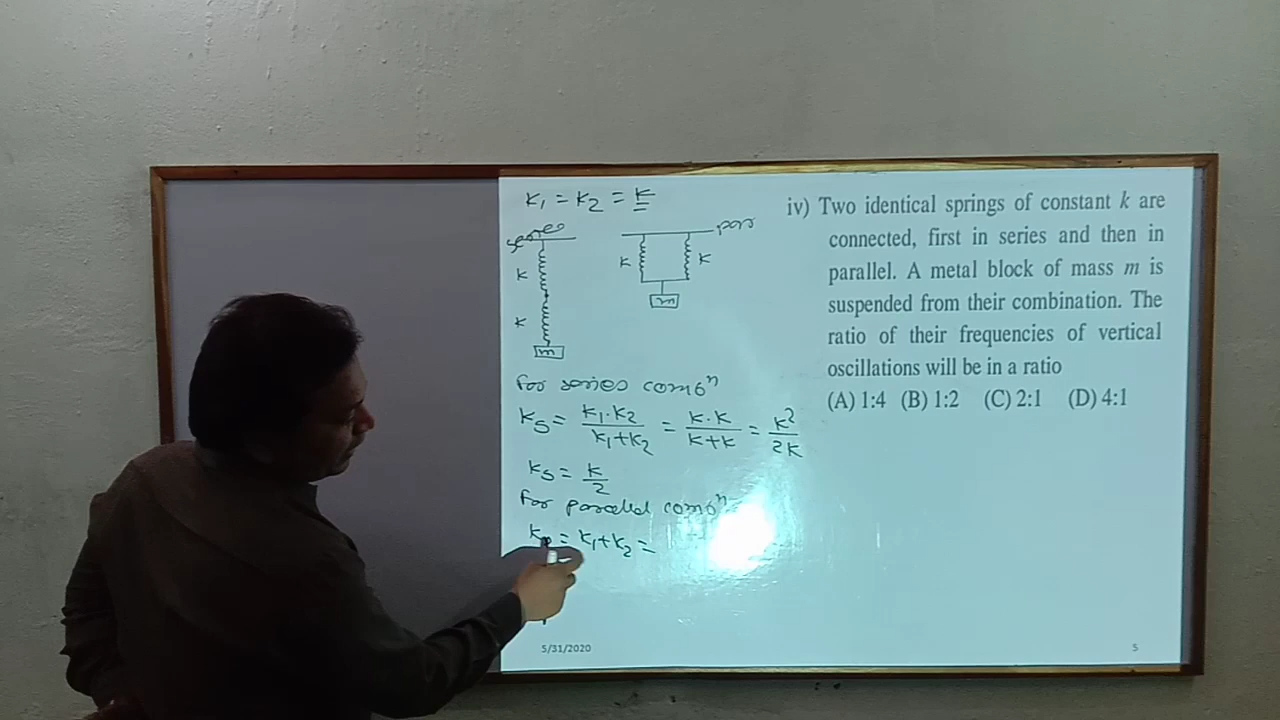 K₁ = K₂ = K
series
par
K
K
K
K
m
m
For series combⁿ
Kₛ = K₁·K₂ / K₁+K₂ = K·K / K+K = K² / 2K
Kₛ = K / 2
For parallel combⁿ
Kₚ = K₁+K₂ =
iv) Two identical springs of constant k are
connected, first in series and then in
parallel. A metal block of mass m is
suspended from their combination. The
ratio of their frequencies of vertical
oscillations will be in a ratio
(A) 1:4 (B) 1:2 (C) 2:1 (D) 4:1
5/31/2020
5